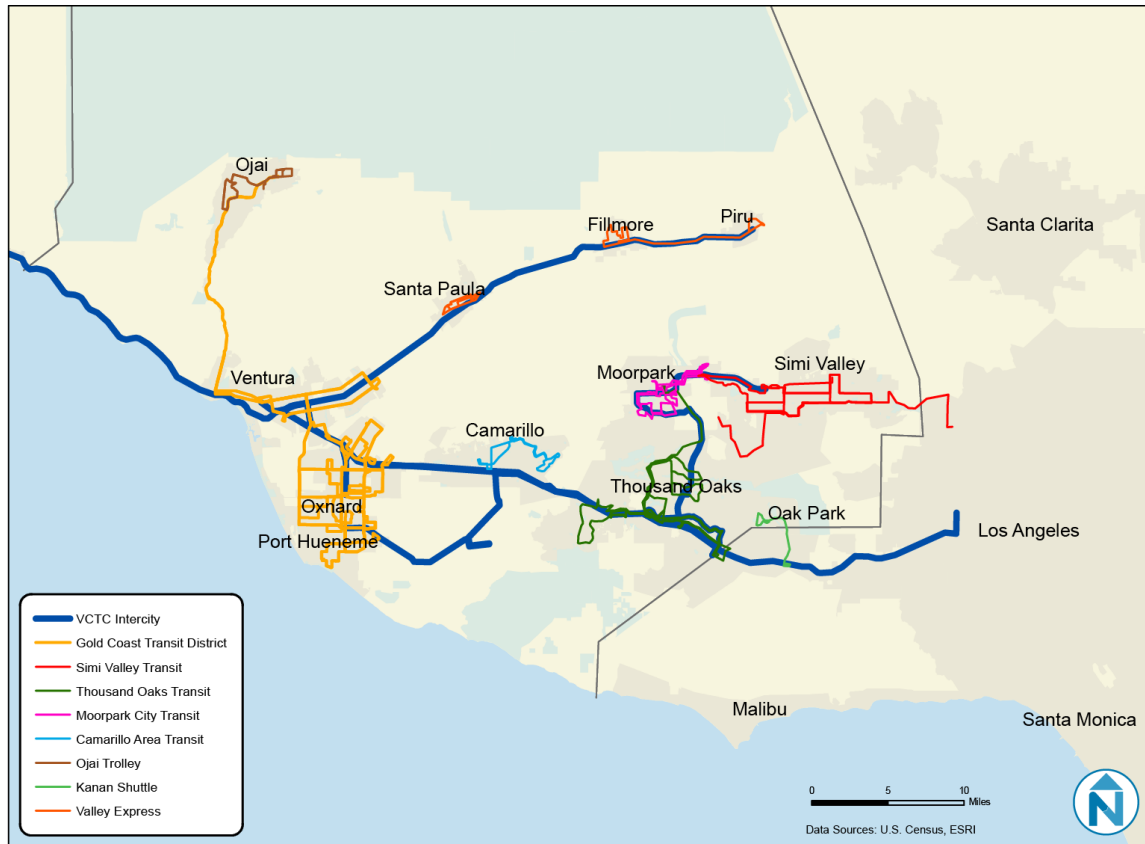 Ojai
Fillmore
Piru
Santa Clarita
Santa Paula
Ventura
Moorpark
Simi Valley
Camarillo
Thousand Oaks
Oxnard
Oak Park
Port Hueneme
Los Angeles
VCTC Intercity
Gold Coast Transit District
Simi Valley Transit
Thousand Oaks Transit
Moorpark City Transit
Camarillo Area Transit
Ojai Trolley
Kanan Shuttle
Valley Express
Malibu
Santa Monica
0 5 10
Miles
Data Sources: U.S. Census, ESRI
N